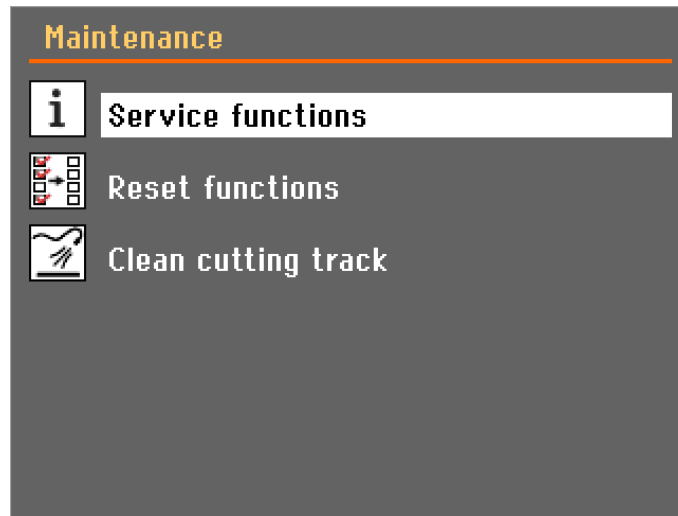 Maintenance
i
Service functions
Reset functions
Clean cutting track